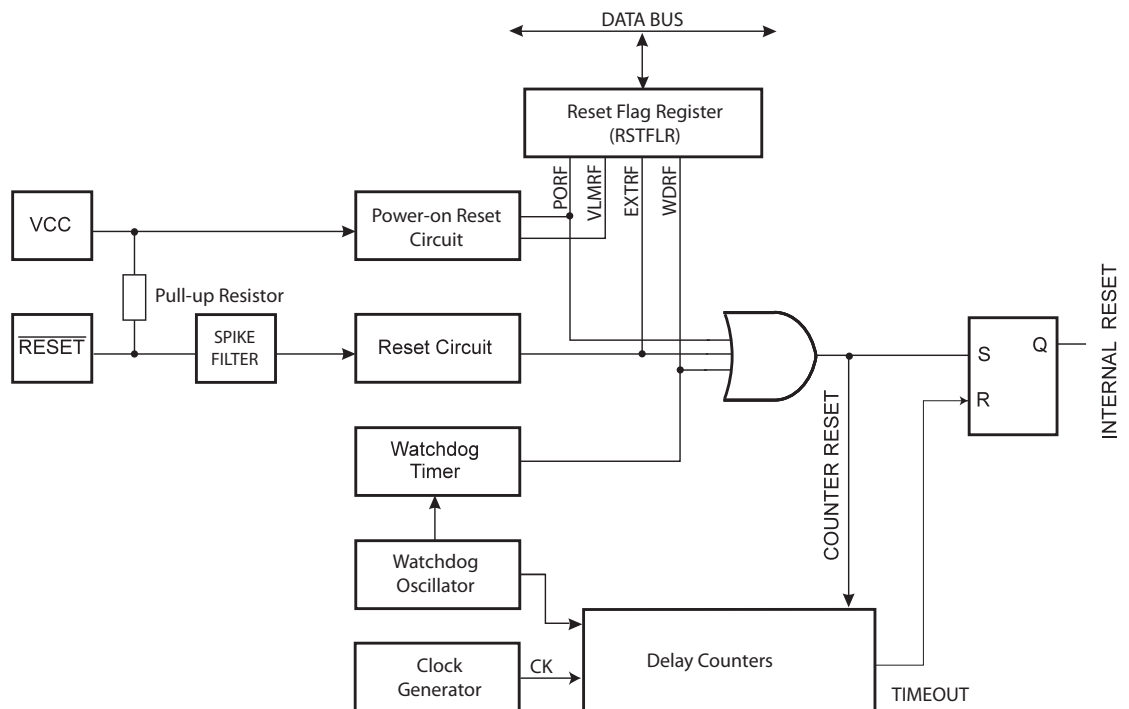 DATA BUS
Reset Flag Register
(RSTFLR)
PORF
VLMRF
EXTRF
WDRF
VCC
Power-on Reset
Circuit
Pull-up Resistor
RESET
SPIKE
FILTER
Reset Circuit
S
Q
R
INTERNAL RESET
Watchdog
Timer
COUNTER RESET
Watchdog
Oscillator
Clock
Generator
CK
Delay Counters
TIMEOUT